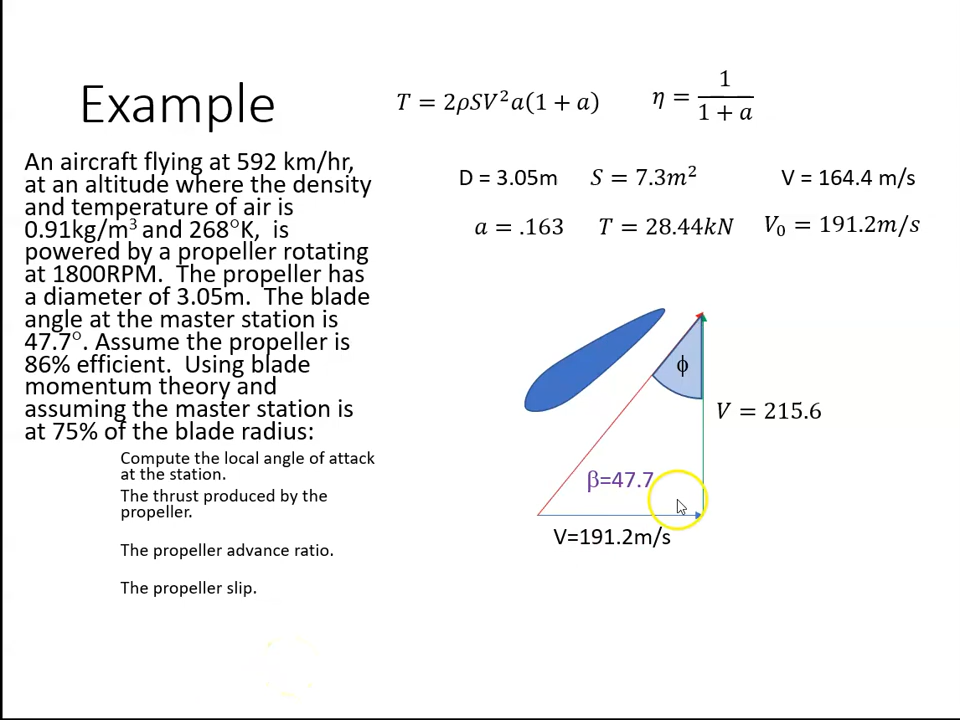 Example
T = 2ρSV²a(1 + a)
η = 1/(1 + a)
An aircraft flying at 592 km/hr,
at an altitude where the density
and temperature of air is
0.91kg/m³ and 268°K, is
powered by a propeller rotating
at 1800RPM. The propeller has
a diameter of 3.05m. The blade
angle at the master station is
47.7°. Assume the propeller is
86% efficient. Using blade
momentum theory and
assuming the master station is
at 75% of the blade radius:
Compute the local angle of attack
at the station.
The thrust produced by the
propeller.
The propeller advance ratio.
The propeller slip.
D = 3.05m S = 7.3m² V = 164.4 m/s
a = .163 T = 28.44kN V₀ = 191.2m/s
ϕ
V = 215.6
β=47.7
V=191.2m/s